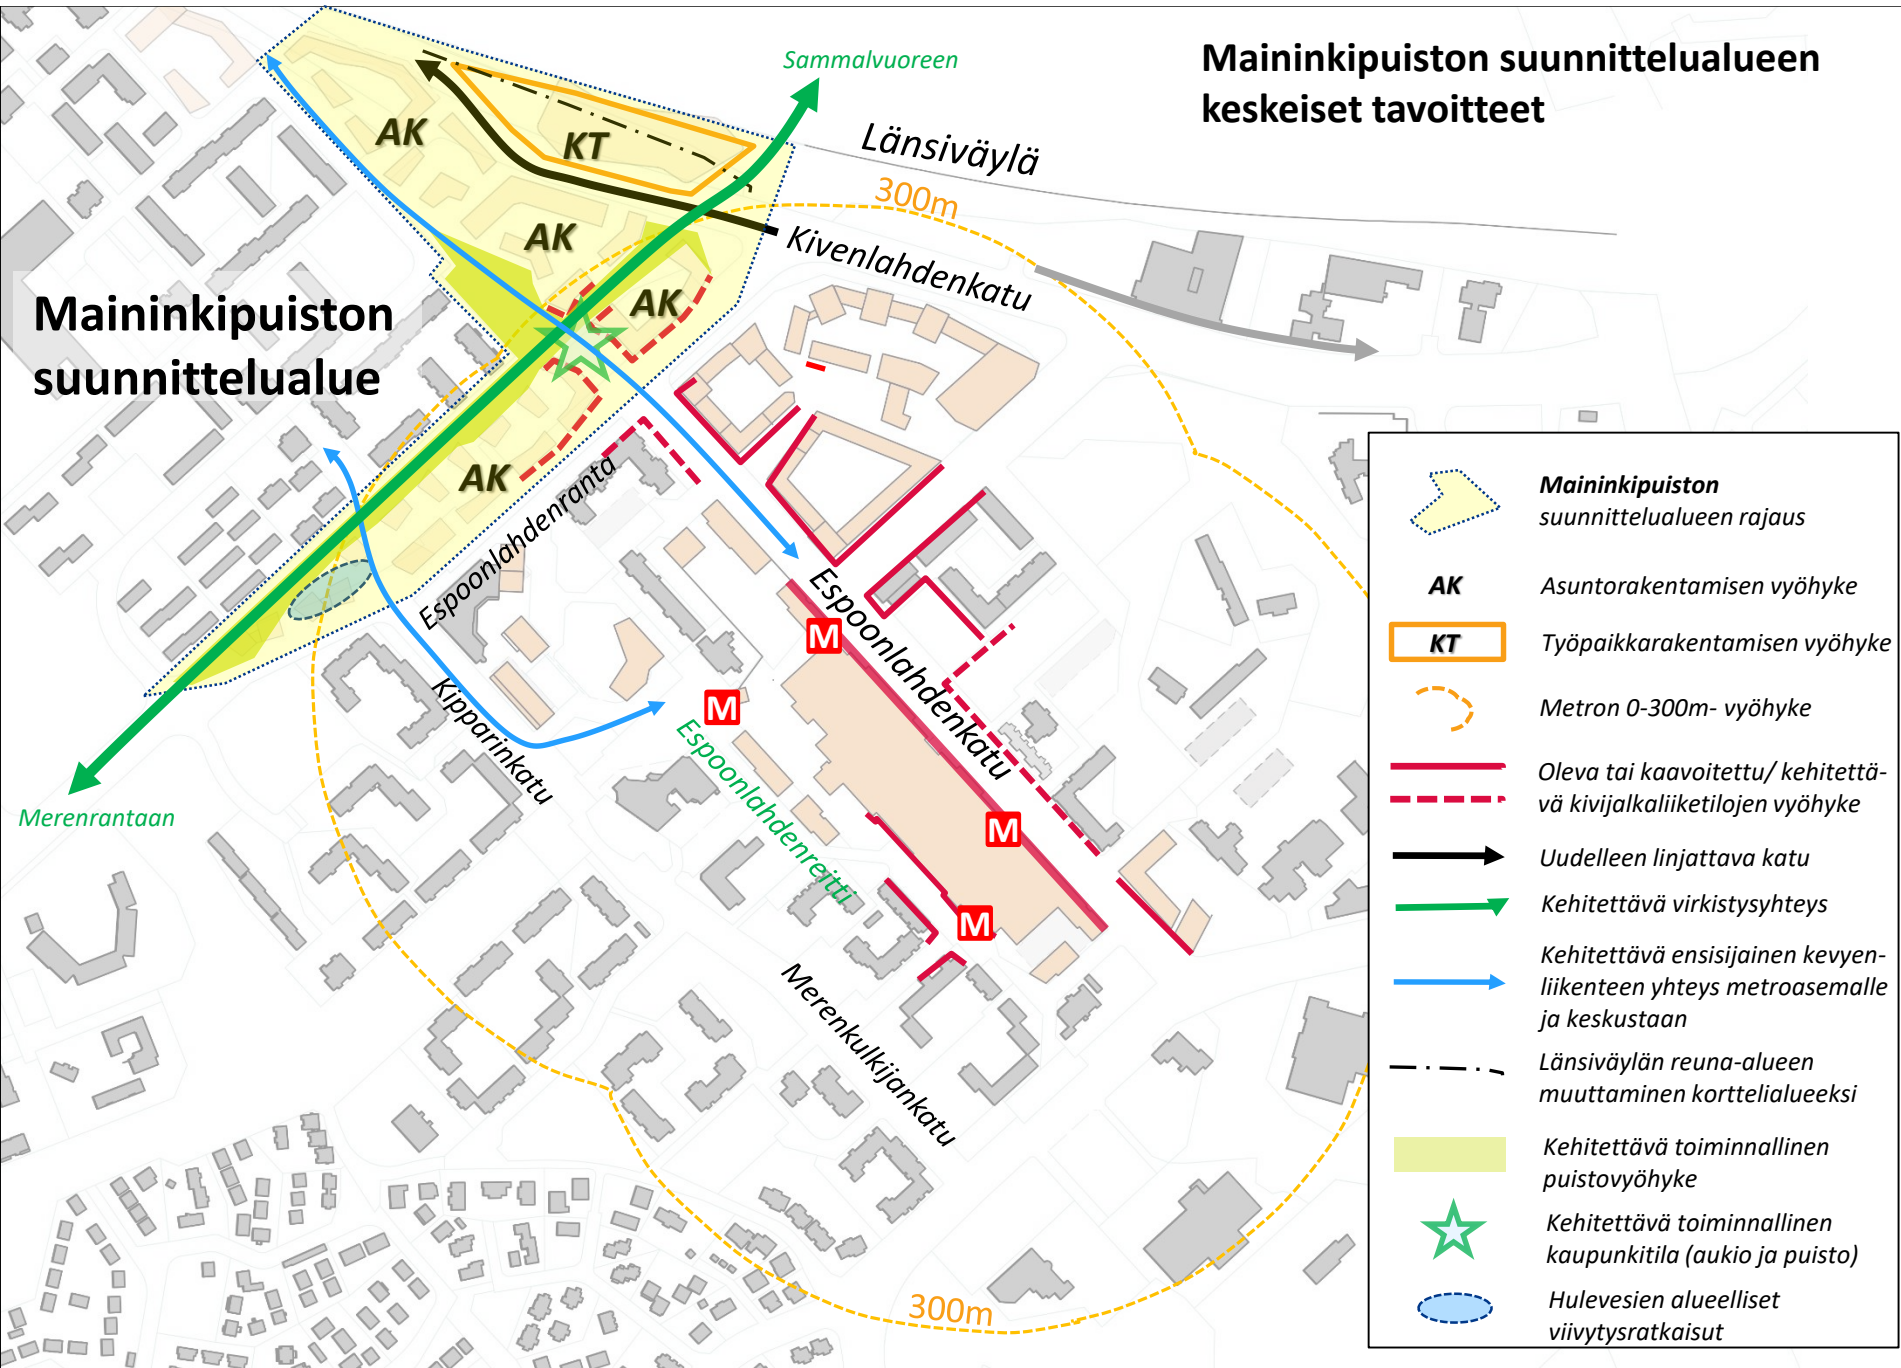 Sammalvuoreen
Maininkipuiston suunnittelualueen
keskeiset tavoitteet
AK
KT
Länsiväylä
300m
AK
Kivenlahdenkatu
AK
Maininkipuiston
suunnittelualue
AK
Espoonlahdenranta
Espoonlahdenkatu
M
M
Kipparinkatu
Espoonlahdenreitti
Merenrantaan
M
M
Merenkulkijankatu
300m
Maininkipuiston
suunnittelualueen rajaus
AK
Asuntorakentamisen vyöhyke
KT
Työpaikkarakentamisen vyöhyke
Metron 0-300m- vyöhyke
Oleva tai kaavoitettu/ kehitettä-
vä kivijalkaliiketilojen vyöhyke
Uudelleen linjattava katu
Kehitettävä virkistysyhteys
Kehitettävä ensisijainen kevyen-
liikenteen yhteys metroasemalle
ja keskustaan
Länsiväylän reuna-alueen
muuttaminen korttelialueeksi
Kehitettävä toiminnallinen
puistovyöhyke
Kehitettävä toiminnallinen
kaupunkitila (aukio ja puisto)
Hulevesien alueelliset
viivytysratkaisut